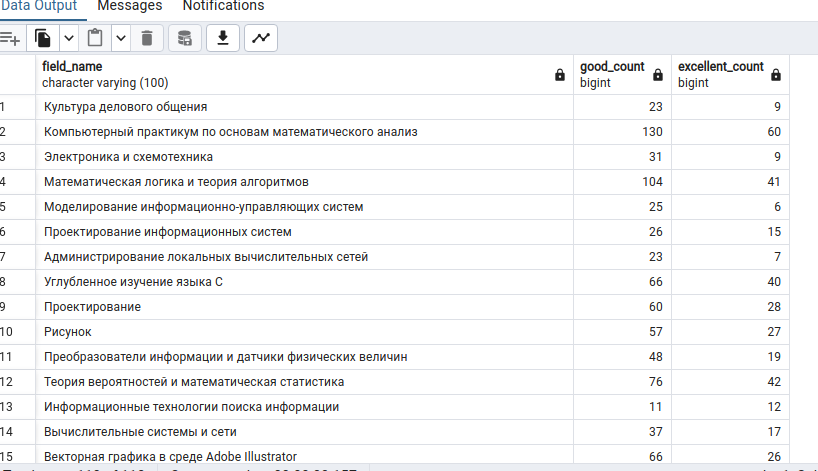 Data Output Messages Notifications
field_name good_count excellent_count
character varying (100) bigint bigint
1 Культура делового общения 23 9
2 Компьютерный практикум по основам математического анализ 130 60
3 Электроника и схемотехника 31 9
4 Математическая логика и теория алгоритмов 104 41
5 Моделирование информационно-управляющих систем 25 6
6 Проектирование информационных систем 26 15
7 Администрирование локальных вычислительных сетей 23 7
8 Углубленное изучение языка С 66 40
9 Проектирование 60 28
10 Рисунок 57 27
11 Преобразователи информации и датчики физических величин 48 19
12 Теория вероятностей и математическая статистика 76 42
13 Информационные технологии поиска информации 11 12
14 Вычислительные системы и сети 37 17
15 Векторная графика в среде Adobe Illustrator 66 26